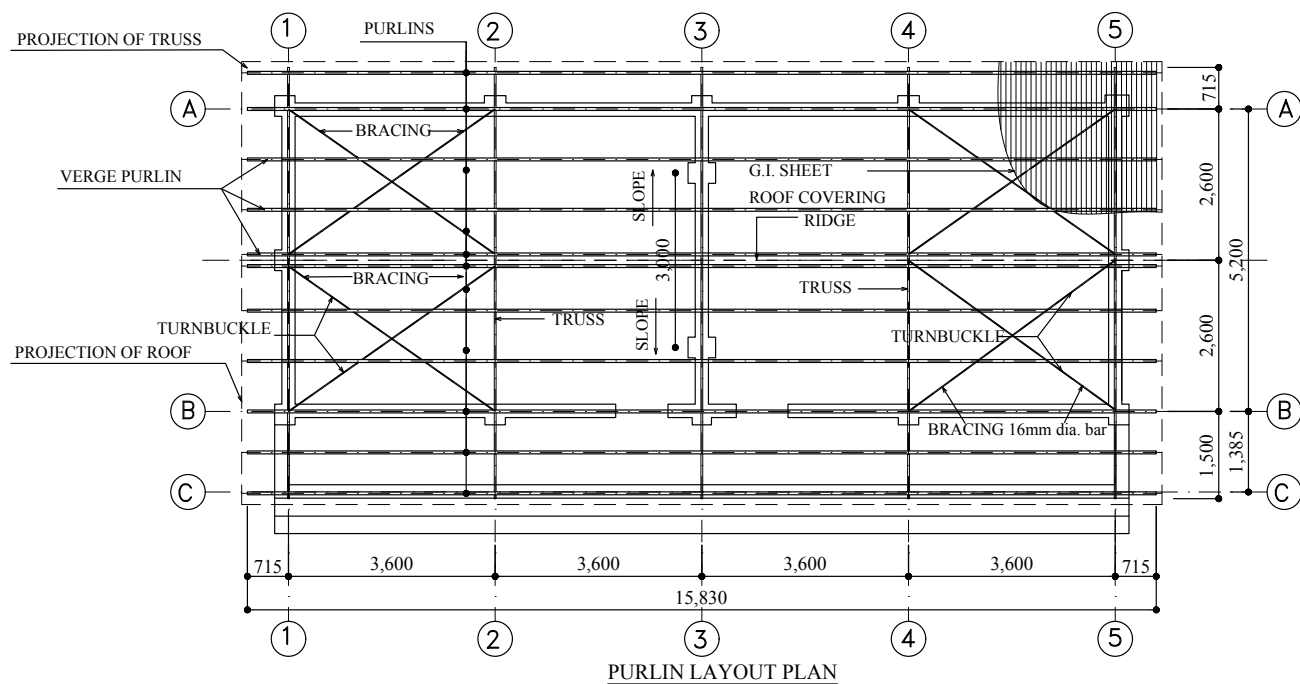 1
2
3
4
5
PURLINS
PROJECTION OF TRUSS
715
A
A
BRACING
G.I. SHEET
VERGE PURLIN
SLOPE
ROOF COVERING
RIDGE
2,600
3,000
5,200
BRACING
TRUSS
TURNBUCKLE
TRUSS
SLOPE
TURNBUCKLE
2,600
PROJECTION OF ROOF
B
B
BRACING 16mm dia. bar
1,500
1,385
C
C
715
3,600
3,600
3,600
3,600
715
15,830
1
2
3
4
5
PURLIN LAYOUT PLAN